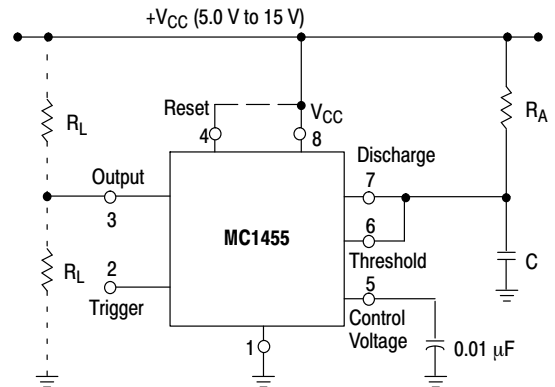 +VCC (5.0 V to 15 V)
Reset
VCC
RL
RA
4
8
Discharge
Output
7
3
MC1455
6
Threshold
2
C
RL
5
Trigger
Control
Voltage
1
0.01 µF